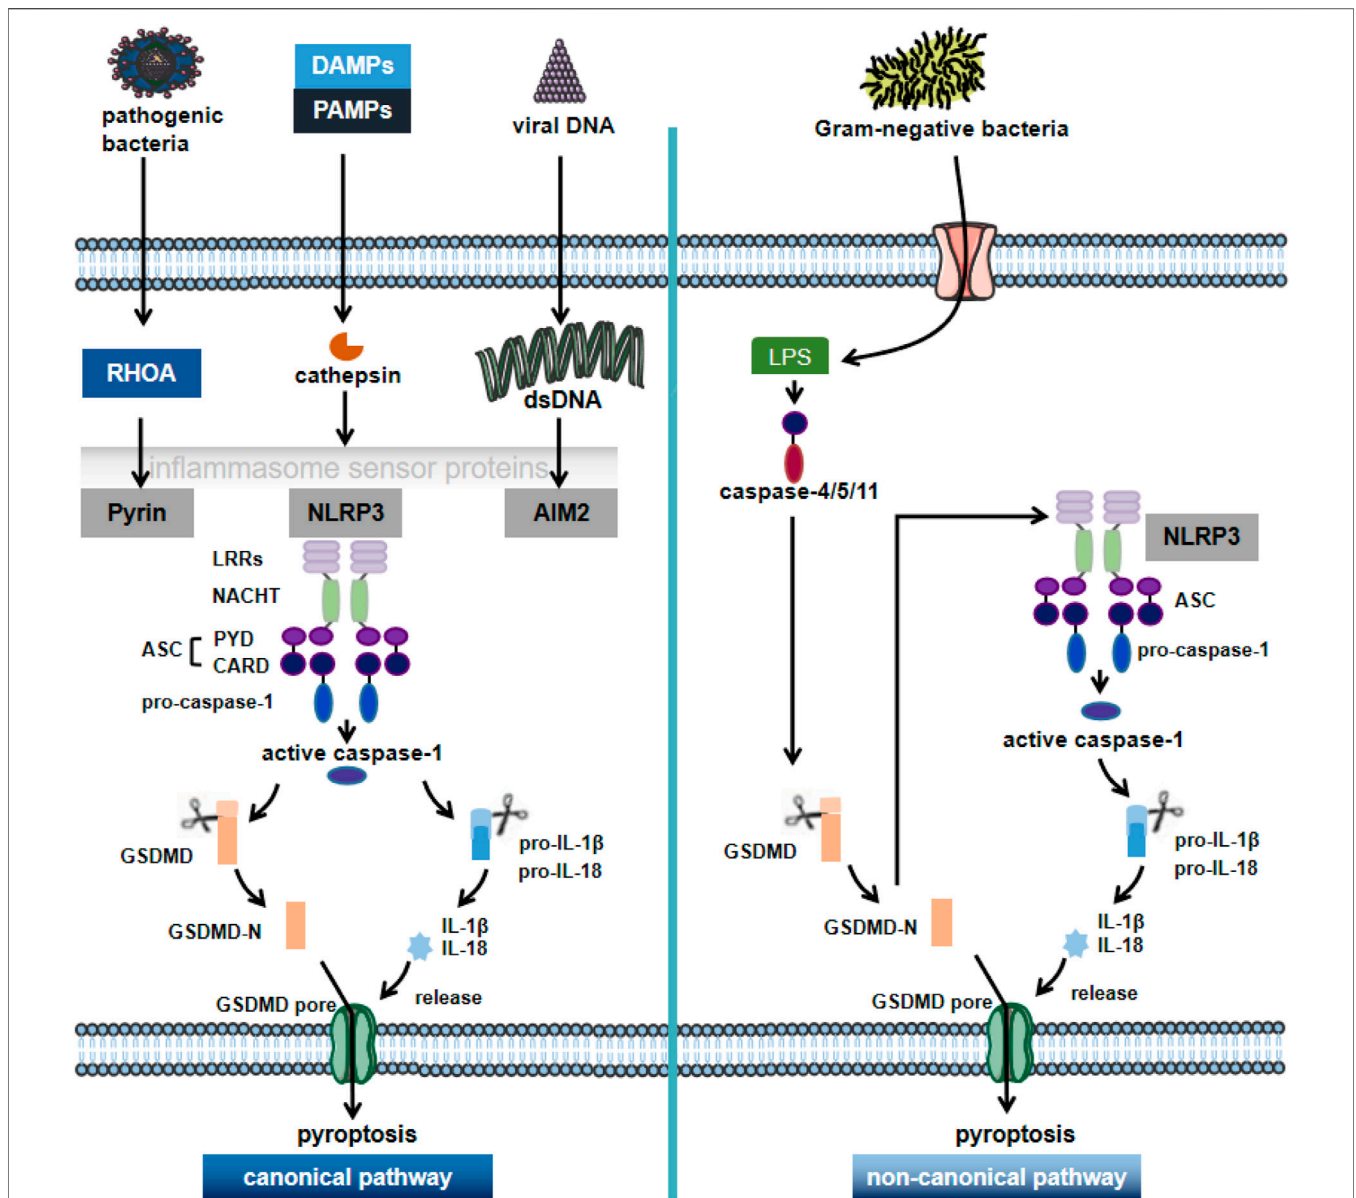 pathogenic
bacteria
DAMPs
PAMPs
viral DNA
RHOA
cathepsin
dsDNA
inflammasome sensor proteins
Pyrin
NLRP3
AIM2
LRRs
NACHT
ASC
PYD
CARD
pro-caspase-1
active caspase-1
GSDMD
pro-IL-1β
pro-IL-18
GSDMD-N
IL-1β
IL-18
GSDMD pore
release
pyroptosis
canonical pathway
Gram-negative bacteria
LPS
caspase-4/5/11
NLRP3
ASC
pro-caspase-1
active caspase-1
GSDMD
pro-IL-1β
pro-IL-18
GSDMD-N
IL-1β
IL-18
GSDMD pore
release
pyroptosis
non-canonical pathway